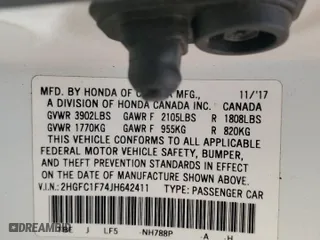 MFD. BY HONDA OF CANADA MFG., 11/'17
A DIVISION OF HONDA CANADA INC. CANADA
GVWR 3902LBS GAWR F 2105LBS R 1808LBS
GVWR 1770KG GAWR F 955KG R 820KG
THIS VEHICLE CONFORMS TO ALL APPLICABLE
FEDERAL MOTOR VEHICLE SAFETY, BUMPER,
AND THEFT PREVENTION STANDARDS IN EFFECT
ON THE DATE OF MANUFACTURE SHOWN ABOVE.
V.I.N.: 2HGFC1F74JH642411 TYPE: PASSENGER CAR
J LF5 NH788P A H